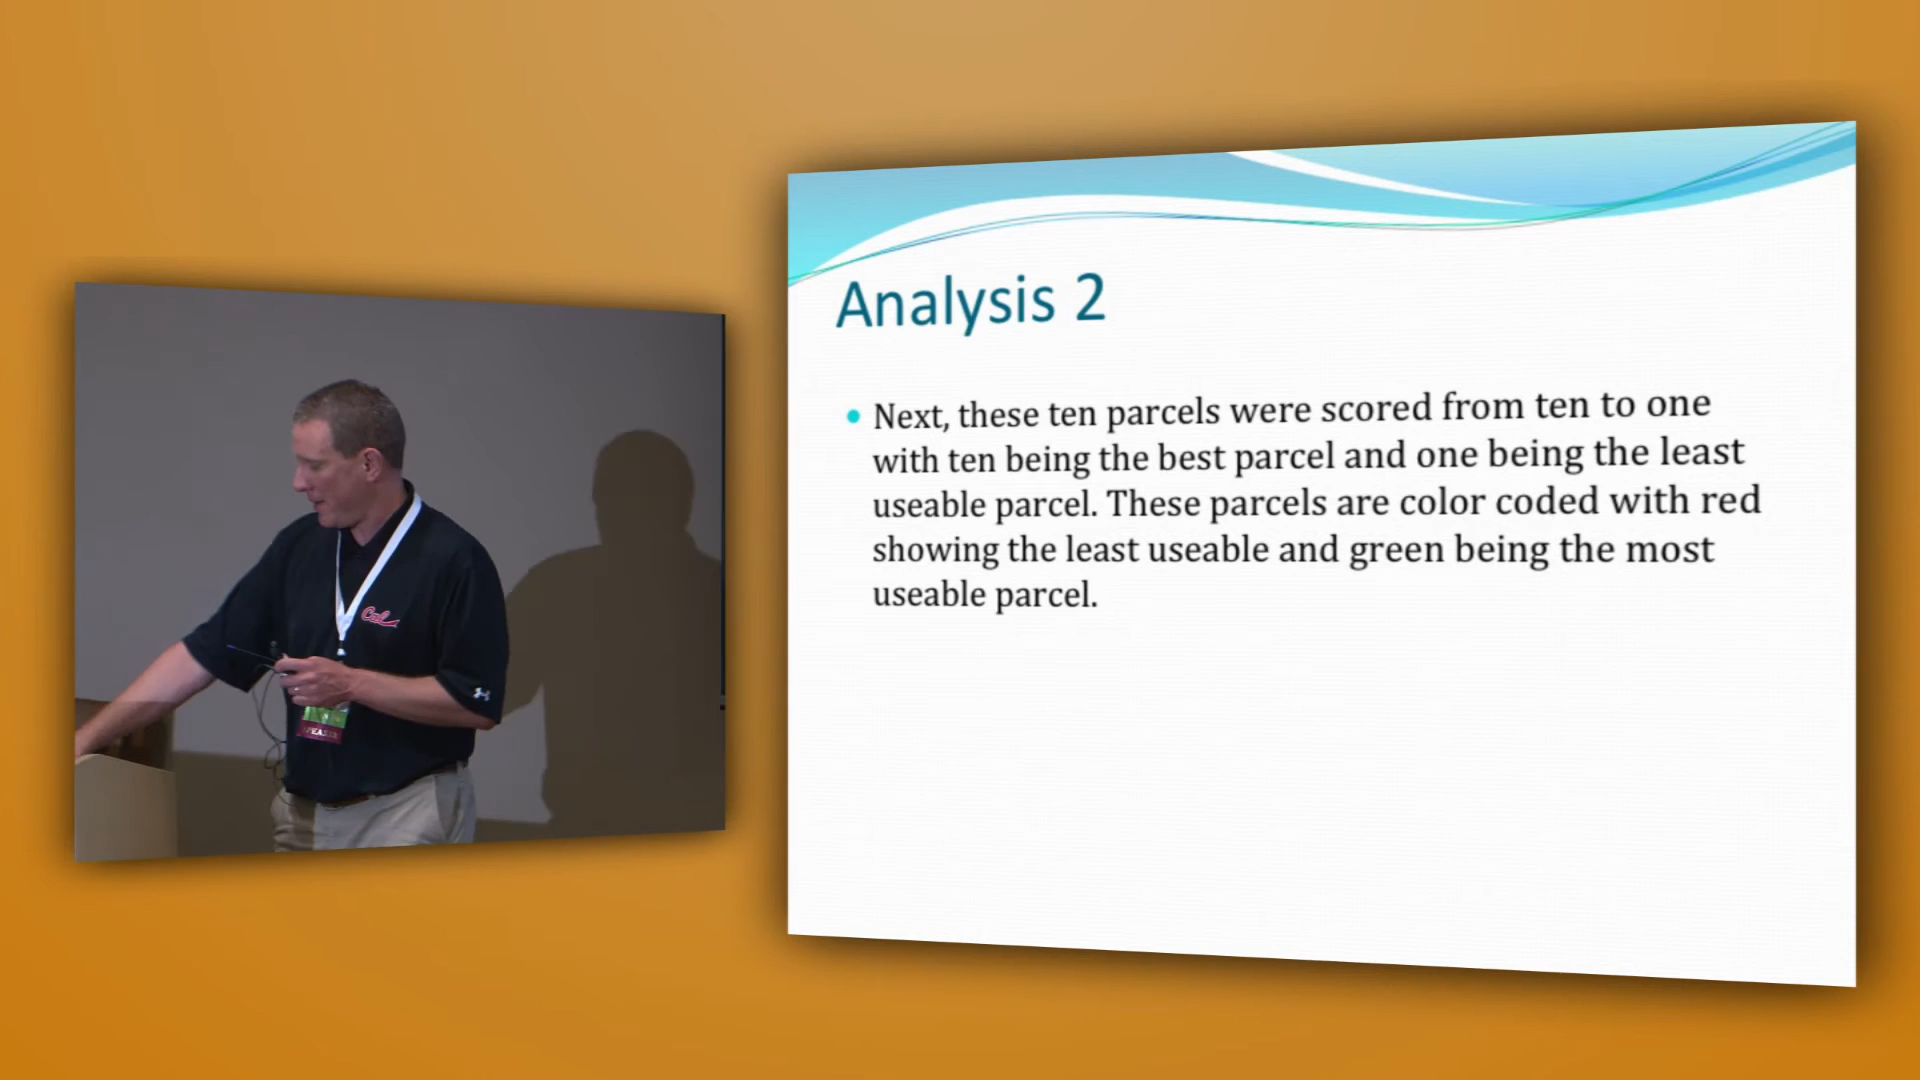 Analysis 2
Next, these ten parcels were scored from ten to one
with ten being the best parcel and one being the least
useable parcel. These parcels are color coded with red
showing the least useable and green being the most
useable parcel.
Cal